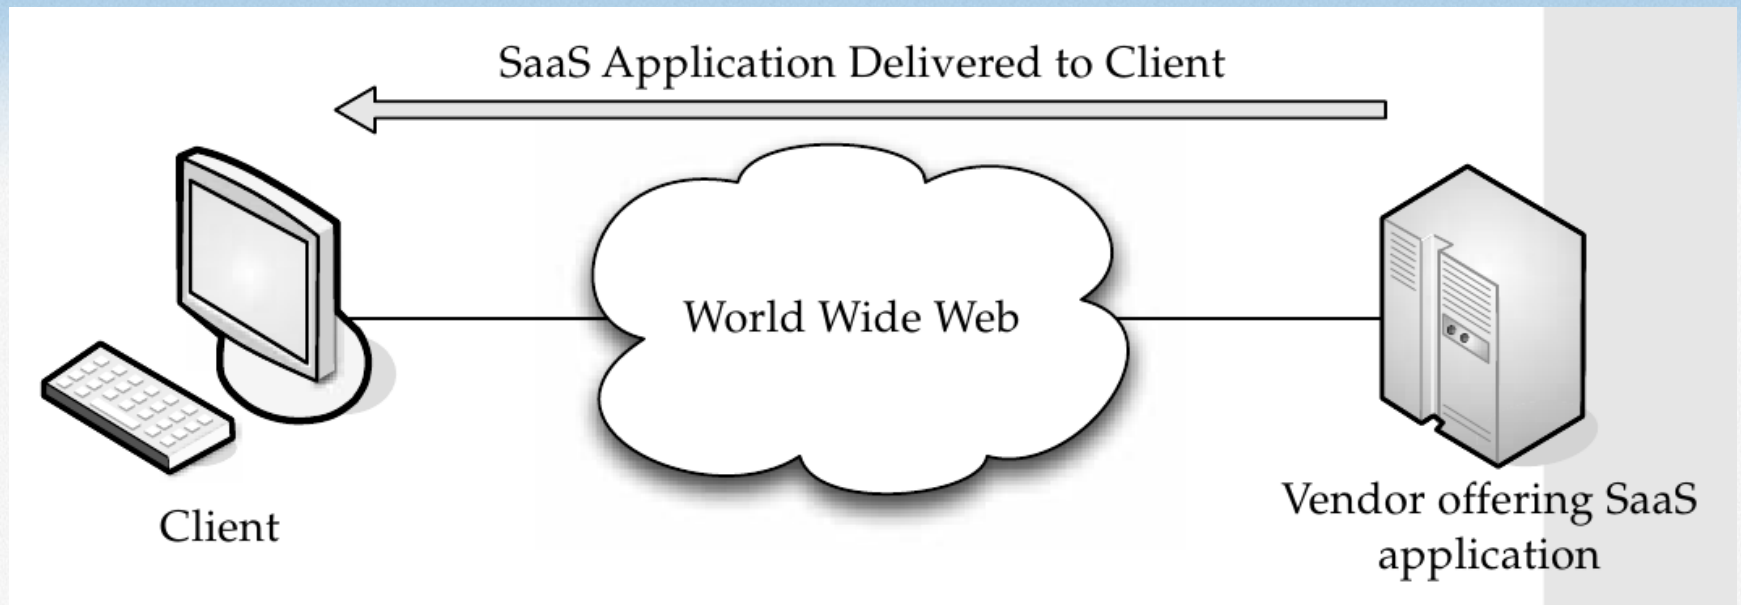 SaaS Application Delivered to Client
World Wide Web
Client
Vendor offering SaaS
application